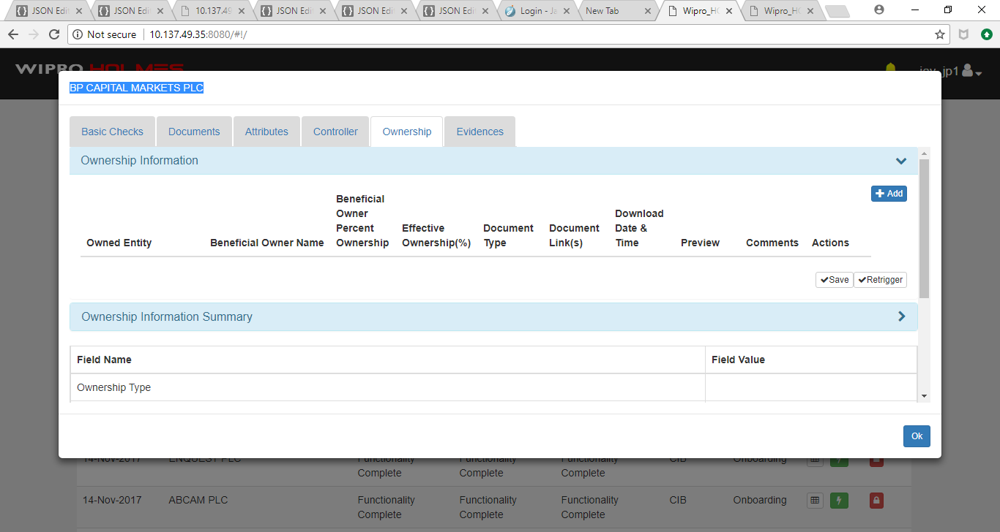 JSON Edi
JSON Edi
10.137.49
JSON Edi
JSON Edi
JSON Edi
Login - Ja
New Tab
Wipro_HO
Wipro_HO
Not secure
10.137.49.35:8080/#!/
WIPRO HOLMES
jp1
BP CAPITAL MARKETS PLC
Basic Checks
Documents
Attributes
Controller
Ownership
Evidences
Ownership Information
Add
Owned Entity
Beneficial Owner Name
Beneficial
Owner
Percent
Ownership
Effective
Ownership(%)
Document
Type
Document
Link(s)
Download
Date &
Time
Preview
Comments
Actions
Save
Retrigger
Ownership Information Summary
Field Name
Field Value
Ownership Type
Ok
14-Nov-2017
ENQUEST PLC
Functionality
Complete
Functionality
Complete
Functionality
Complete
CIB
Onboarding
14-Nov-2017
ABCAM PLC
Functionality
Complete
Functionality
Complete
Functionality
Complete
CIB
Onboarding